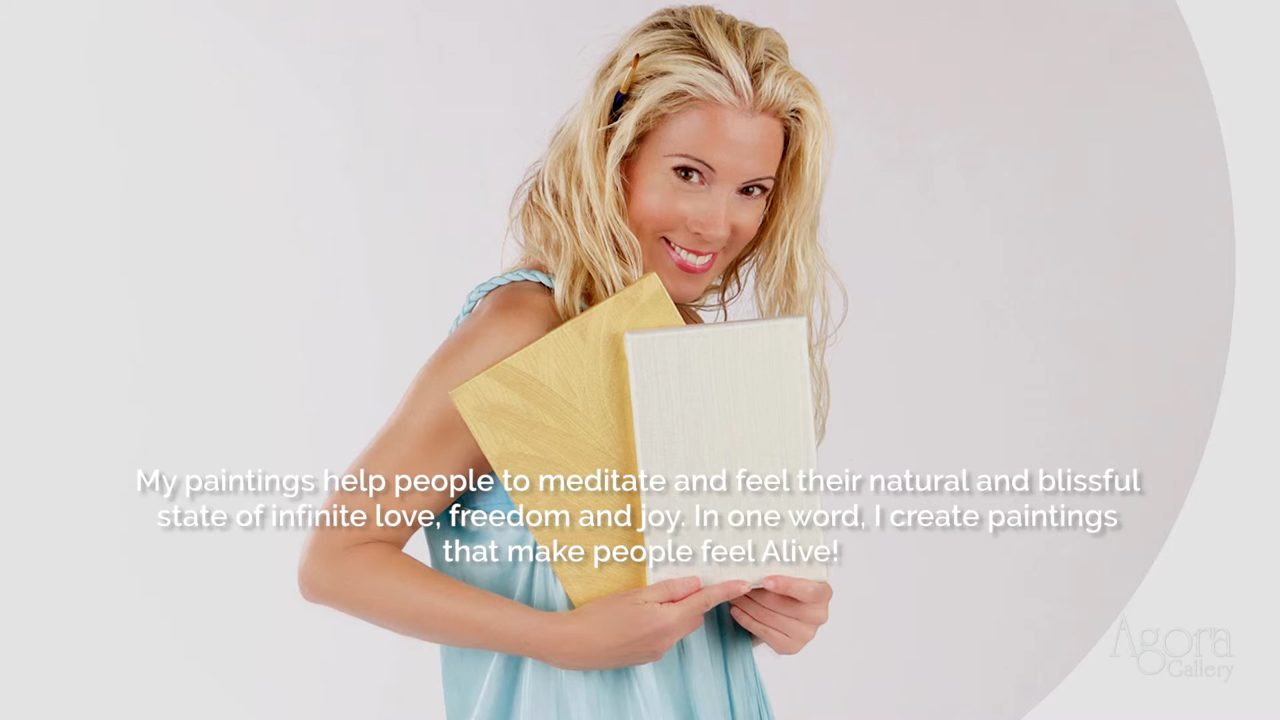 My paintings help people to meditate and feel their natural and blissful
state of infinite love, freedom and joy. In one word, I create paintings
that make people feel Alive!
Agora
Gallery